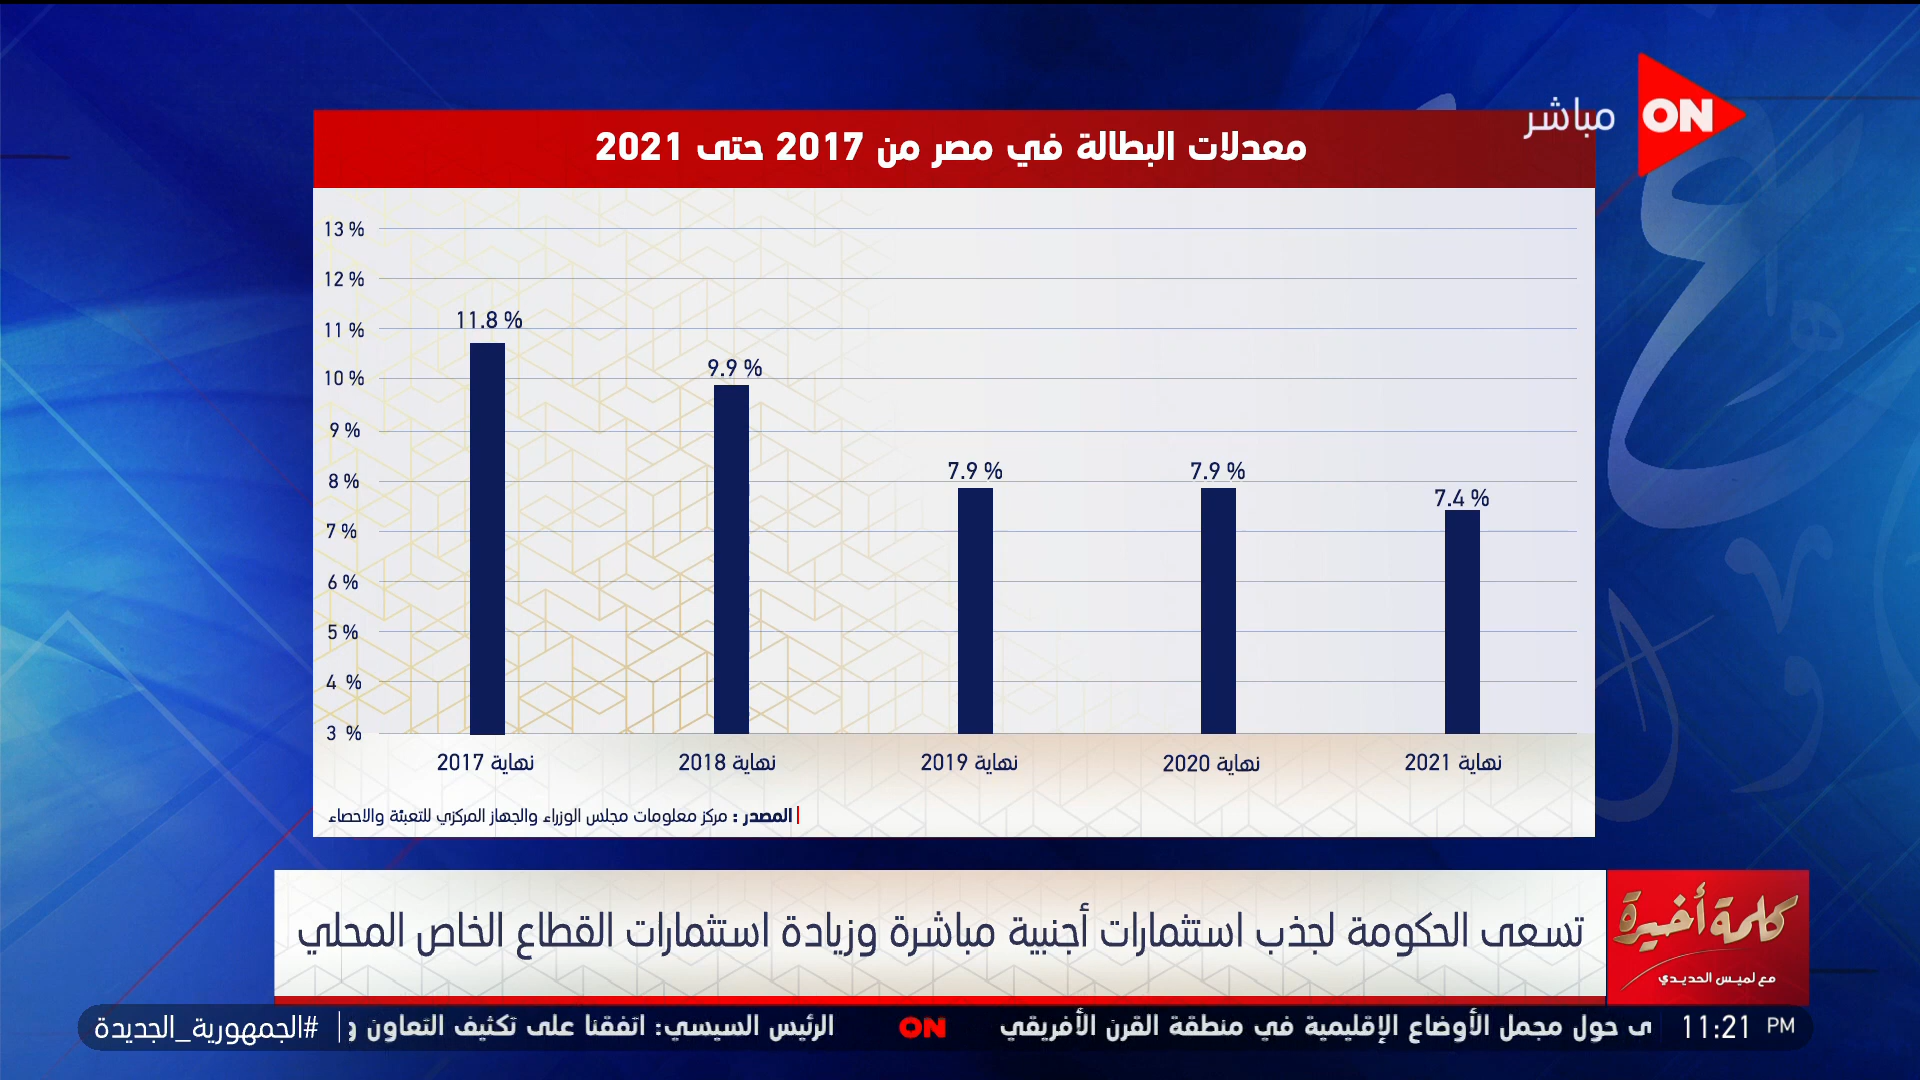 مباشر ON
معدلات البطالة في مصر من 2017 حتى 2021
13 %
12 %
11 %
10 %
9 %
8 %
7 %
6 %
5 %
4 %
3 %
11.8 %
9.9 %
7.9 %
7.9 %
7.4 %
نهاية 2017
نهاية 2018
نهاية 2019
نهاية 2020
نهاية 2021
المصدر : مركز معلومات مجلس الوزراء والجهاز المركزي للتعبئة والاحصاء
كلمة أخيرة
مع لميس الحديدي
تسعى الحكومة لجذب استثمارات أجنبية مباشرة وزيادة استثمارات القطاع الخاص المحلي
11:21 PM
ى حول مجمل الأوضاع الإقليمية في منطقة القرن الأفريقي ON الرئيس السيسي: اتفقنا على تكثيف التعاون و
#الجمهورية_الجديدة